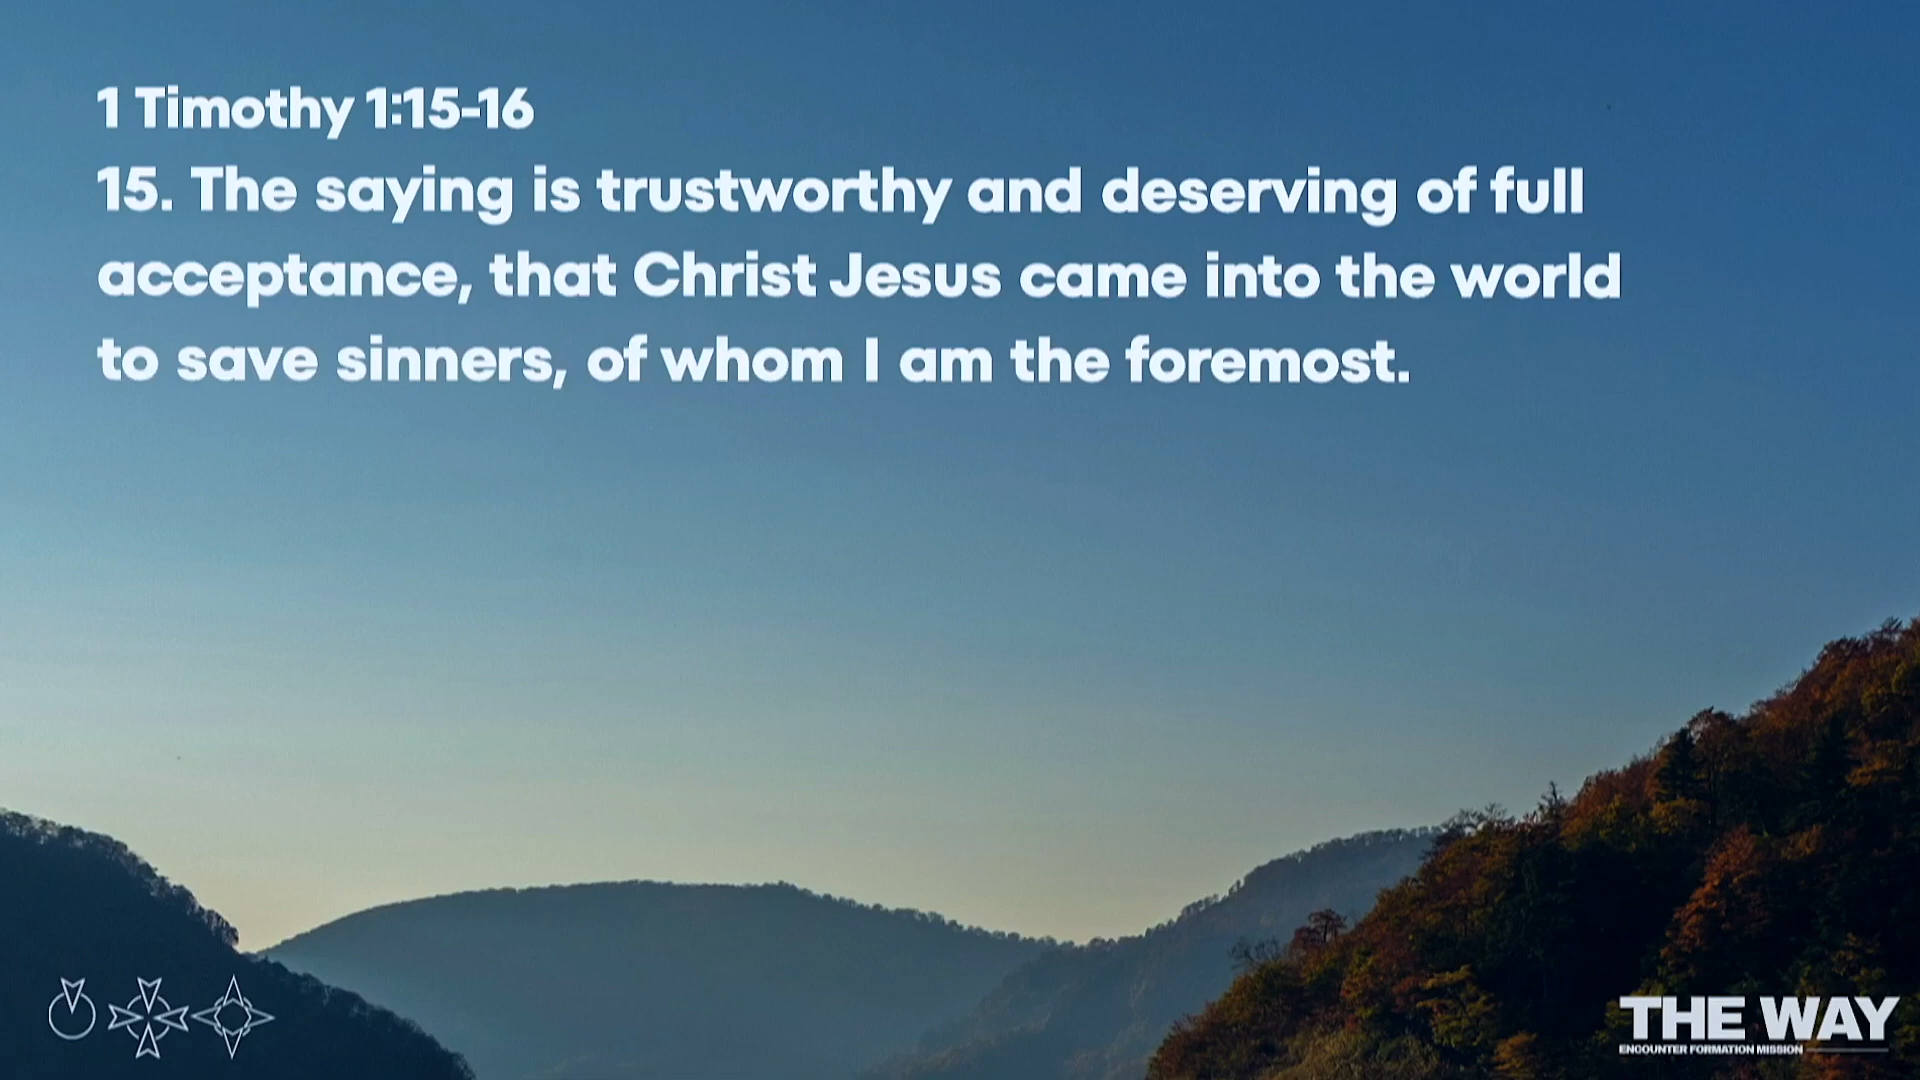 1 Timothy 1:15-16
15. The saying is trustworthy and deserving of full
acceptance, that Christ Jesus came into the world
to save sinners, of whom I am the foremost.
THE WAY
ENCOUNTER FORMATION MISSION